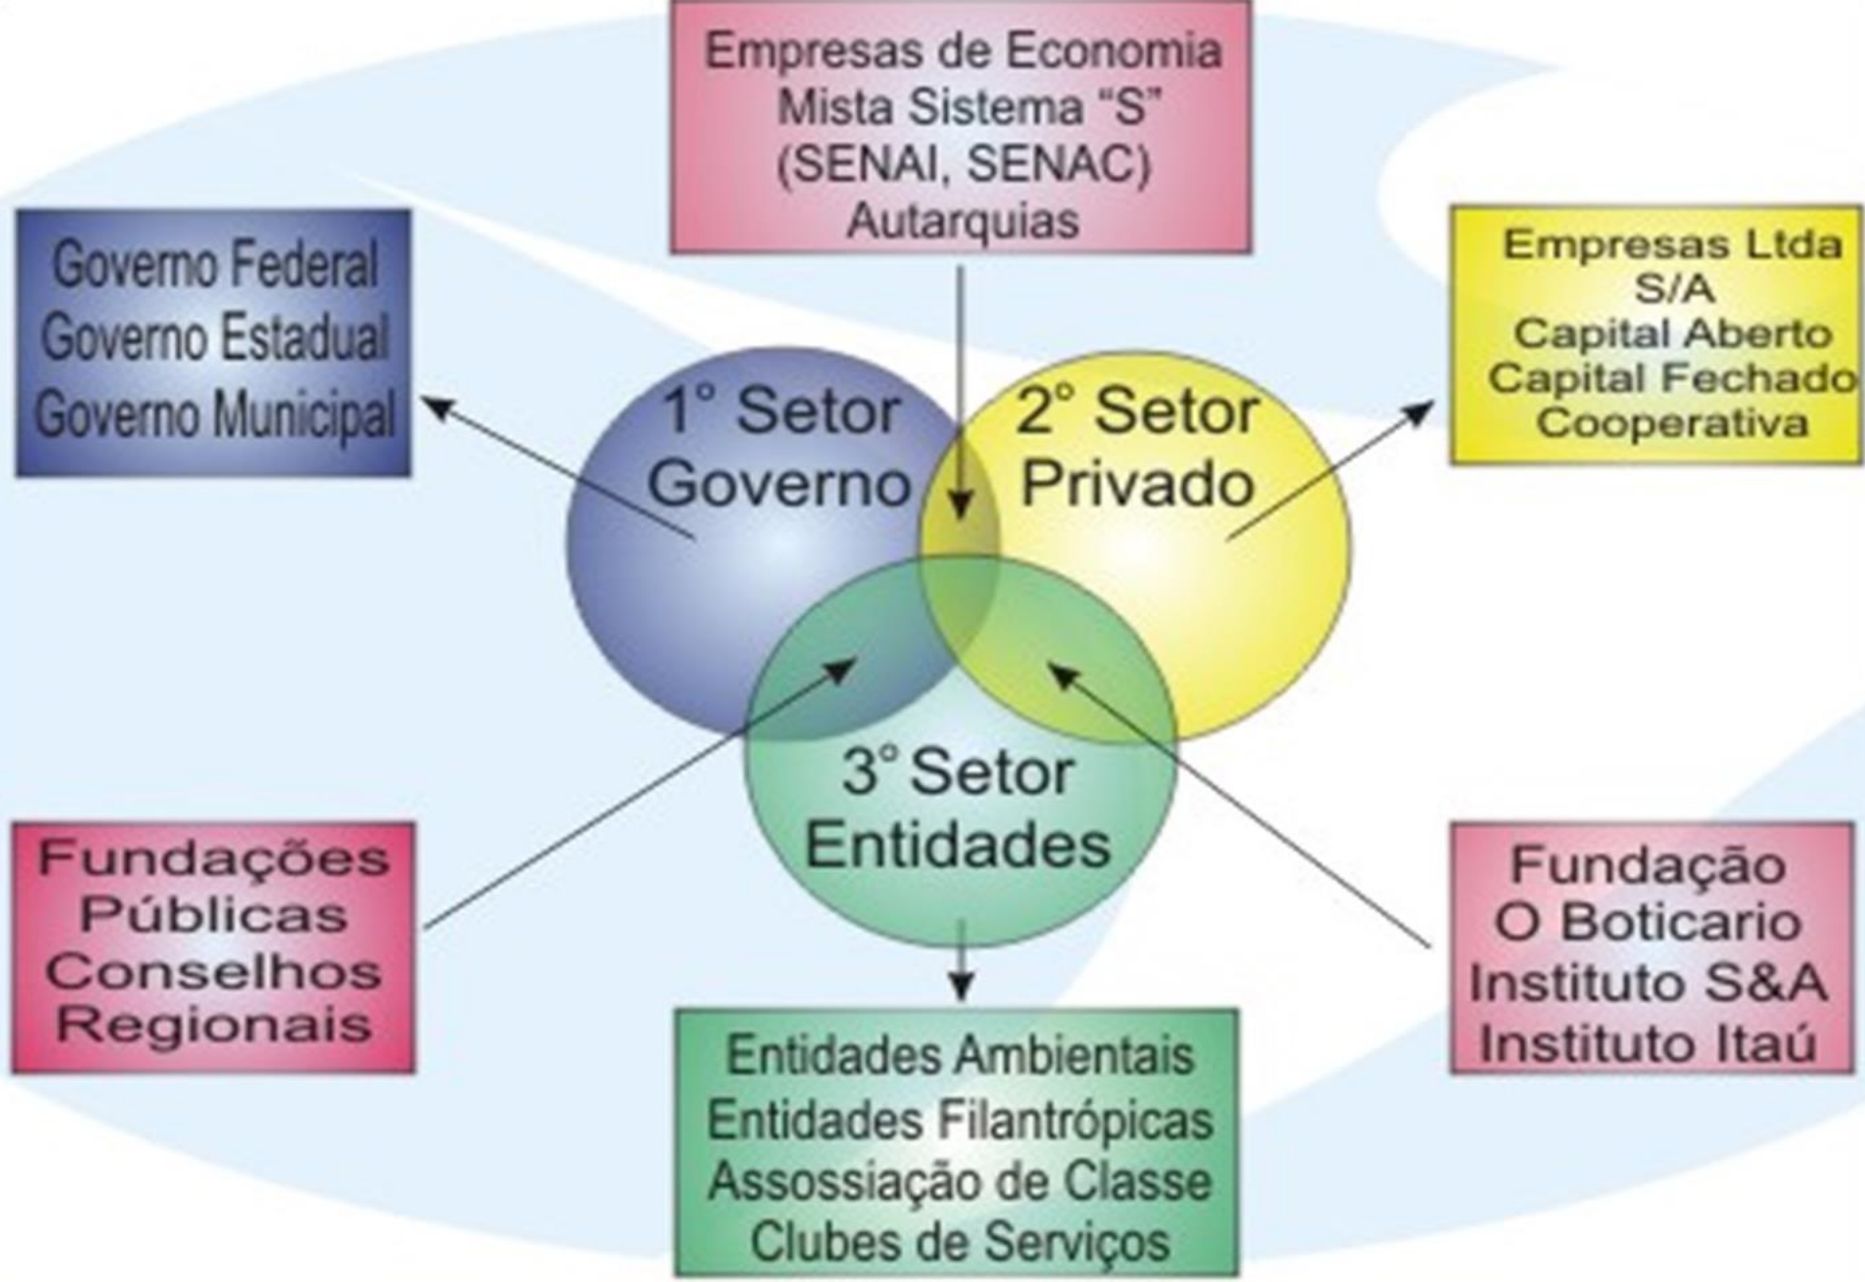 Empresas de Economia
Mista Sistema “S”
(SENAI, SENAC)
Autarquias
Governo Federal
Governo Estadual
Governo Municipal
Empresas Ltda
S/A
Capital Aberto
Capital Fechado
Cooperativa
1° Setor
Governo
2° Setor
Privado
3° Setor
Entidades
Fundações
Públicas
Conselhos
Regionais
Fundação
O Boticario
Instituto S&A
Instituto Itaú
Entidades Ambientais
Entidades Filantrópicas
Assossiação de Classe
Clubes de Serviços